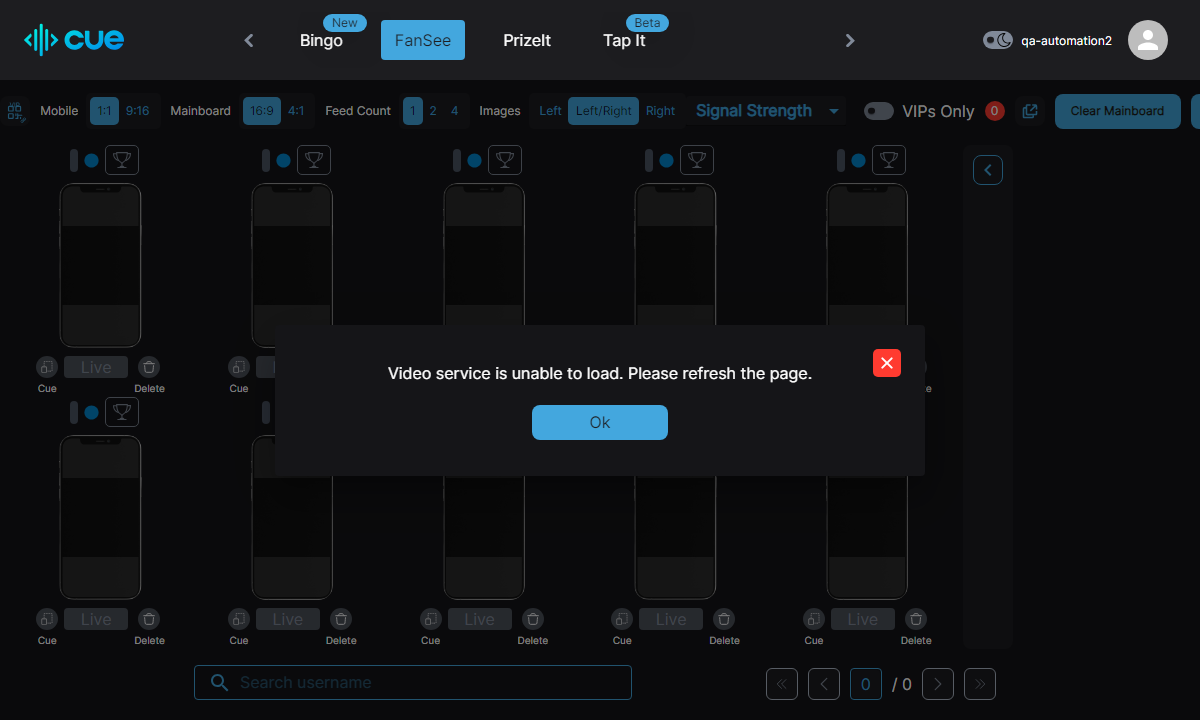 cue
New
Beta
Bingo
FanSee
PrizeIt
Tap It
qa-automation2
Mobile
1:1
9:16
Mainboard
16:9
4:1
Feed Count
1
2
4
Images
Left
Left/Right
Right
Signal Strength
VIPs Only
0
Clear Mainboard
Live
Cue
Delete
Cue
Video service is unable to load. Please refresh the page.
Ok
Live
Live
Live
Live
Live
Cue
Delete
Cue
Delete
Cue
Delete
Cue
Delete
Cue
Delete
Search username
0
/ 0